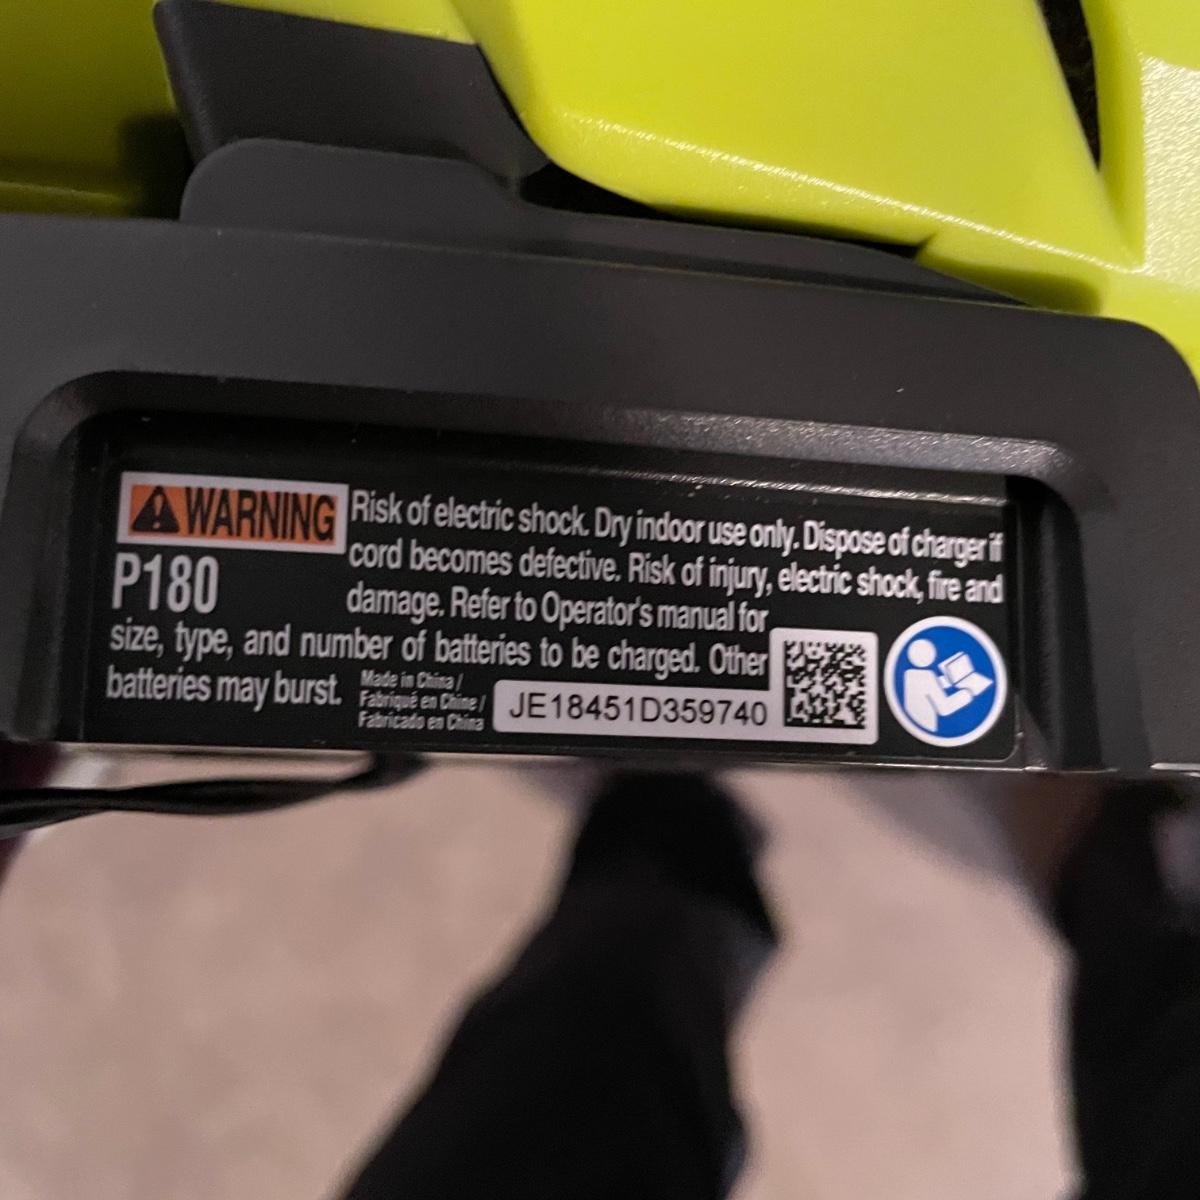 WARNING Risk of electric shock. Dry indoor use only. Dispose of charger if
P180 cord becomes defective. Risk of injury, electric shock, fire and
damage. Refer to Operator's manual for
size, type, and number of batteries to be charged. Other
batteries may burst.
Made in China /
Fabriqué en Chine /
Fabricado en China
JE18451D359740